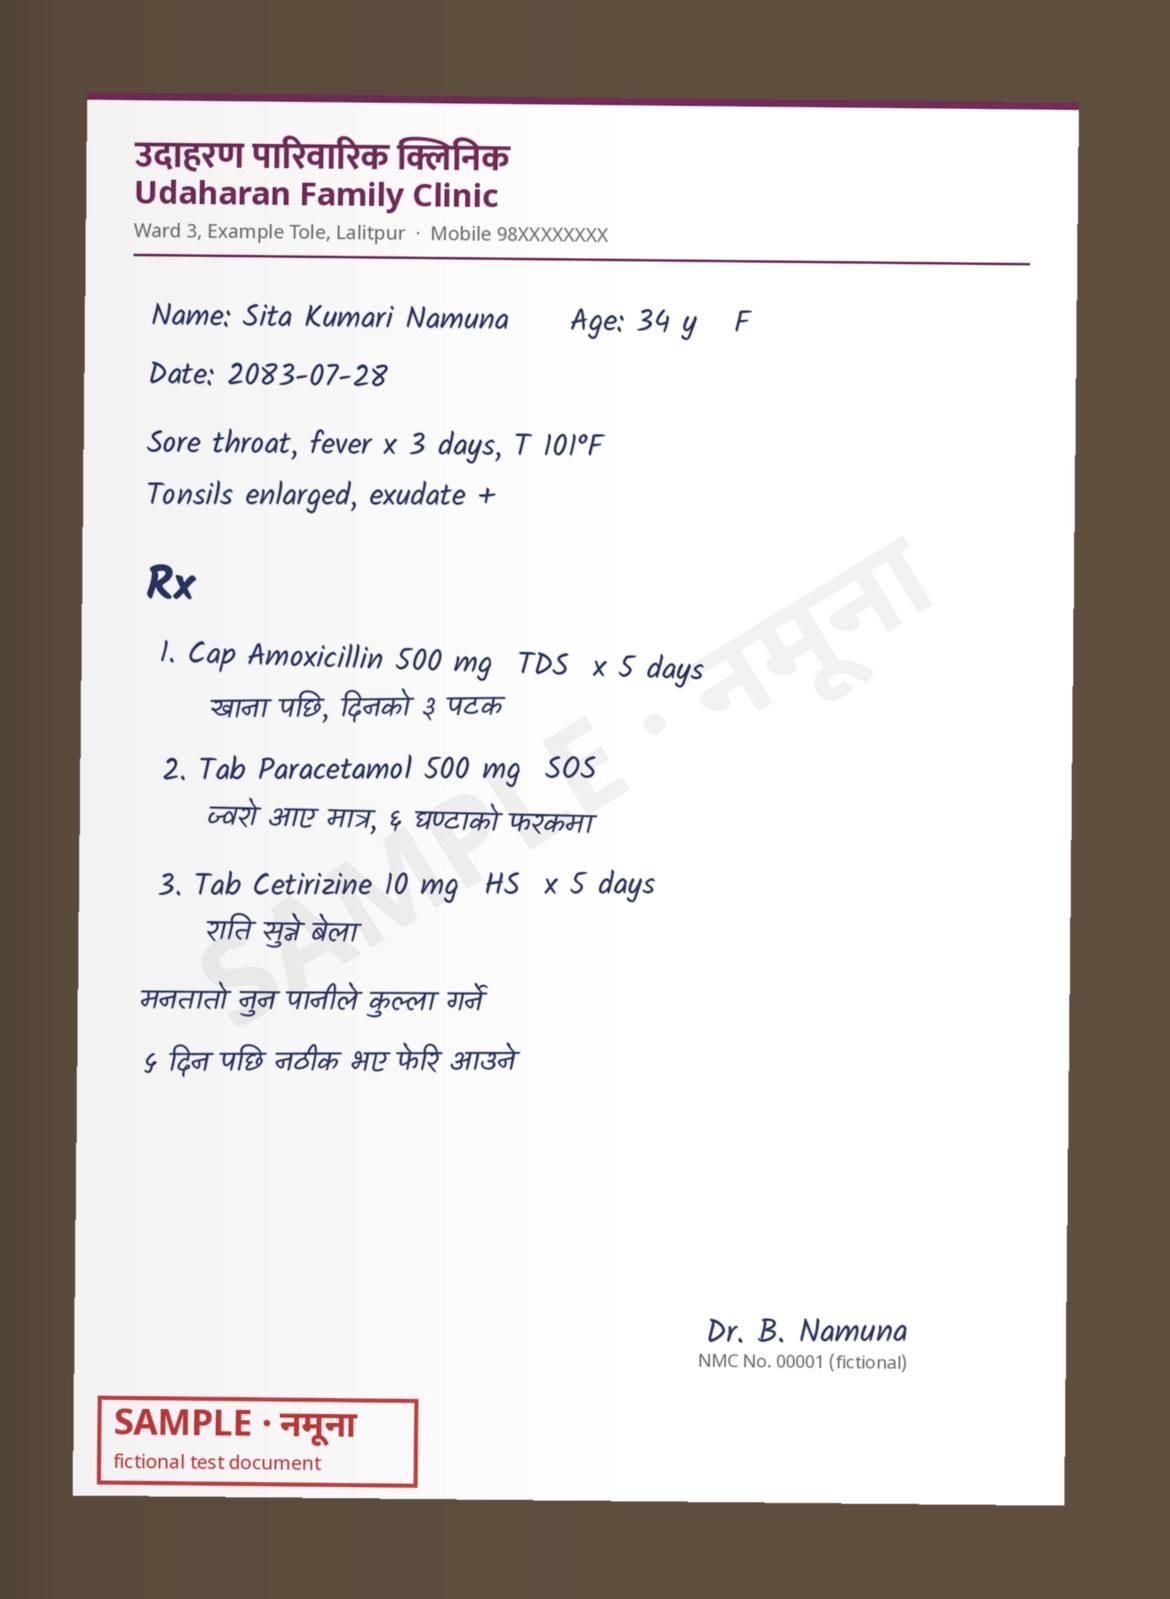 उदाहरण पारिवारिक क्लिनिक
Udaharan Family Clinic
Ward 3, Example Tole, Lalitpur · Mobile 98XXXXXXXX
Name: Sita Kumari Namuna Age: 34 y F
Date: 2083-07-28
Sore throat, fever x 3 days, T 101°F
Tonsils enlarged, exudate +
Rx
1. Cap Amoxicillin 500 mg TDS x 5 days
खाना पछि, दिनको ३ पटक
2. Tab Paracetamol 500 mg SOS
ज्वरो आए मात्र, ६ घण्टाको फरकमा
3. Tab Cetirizine 10 mg HS x 5 days
राति सुत्ने बेला
मनतातो नुन पानीले कुल्ला गर्ने
५ दिन पछि नठीक भए फेरि आउने
SAMPLE · नमूना
Dr. B. Namuna
NMC No. 00001 (fictional)
SAMPLE · नमूना
fictional test document